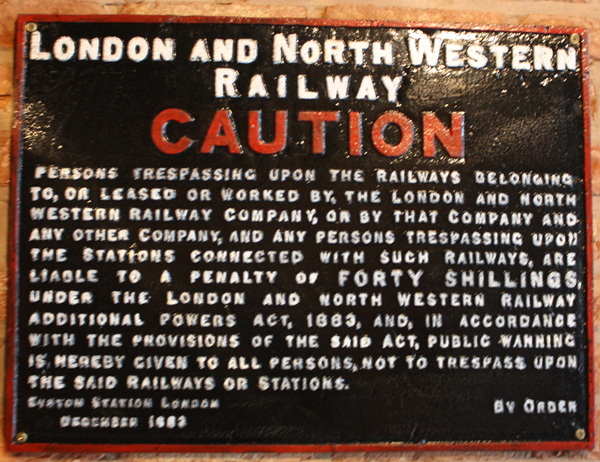 LONDON AND NORTH WESTERN
RAILWAY
CAUTION
PERSONS TRESPASSING UPON THE RAILWAYS BELONGING
TO, OR LEASED OR WORKED BY, THE LONDON AND NORTH
WESTERN RAILWAY COMPANY, OR BY THAT COMPANY AND
ANY OTHER COMPANY, AND ANY PERSONS TRESPASSING UPON
THE STATIONS CONNECTED WITH SUCH RAILWAYS, ARE
LIABLE TO A PENALTY OF FORTY SHILLINGS,
UNDER THE LONDON AND NORTH WESTERN RAILWAY
ADDITIONAL POWERS ACT, 1883, AND, IN ACCORDANCE
WITH THE PROVISIONS OF THE SAID ACT, PUBLIC WARNING
IS HEREBY GIVEN TO ALL PERSONS, NOT TO TRESPASS UPON
THE SAID RAILWAYS OR STATIONS.
EUSTON STATION LONDON
BY ORDER
DECEMBER 1883